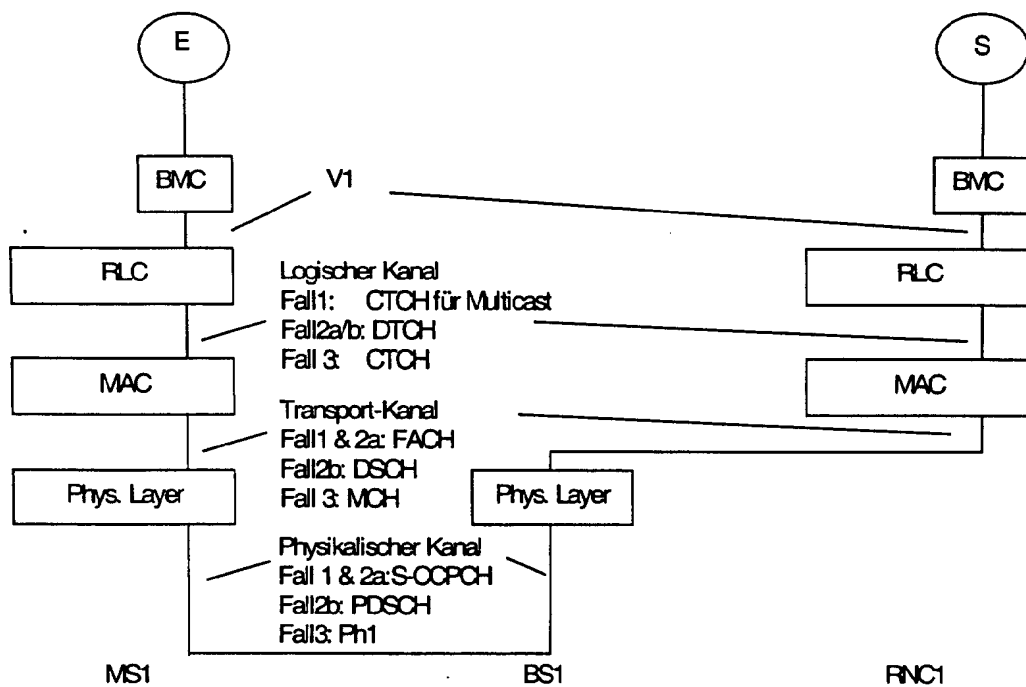 E
S
BMC
V1
BMC
RLC
RLC
Logischer Kanal
Fall1: CTCH für Multicast
Fall2a/b: DTCH
Fall 3: CTCH
MAC
MAC
Transport-Kanal
Fall1 & 2a: FACH
Fall2b: DSCH
Fall 3: MCH
Phys. Layer
Phys. Layer
Physikalischer Kanal
Fall 1 & 2a:S-CCPCH
Fall2b: PDSCH
Fall3: Ph1
MS1
BS1
RNC1